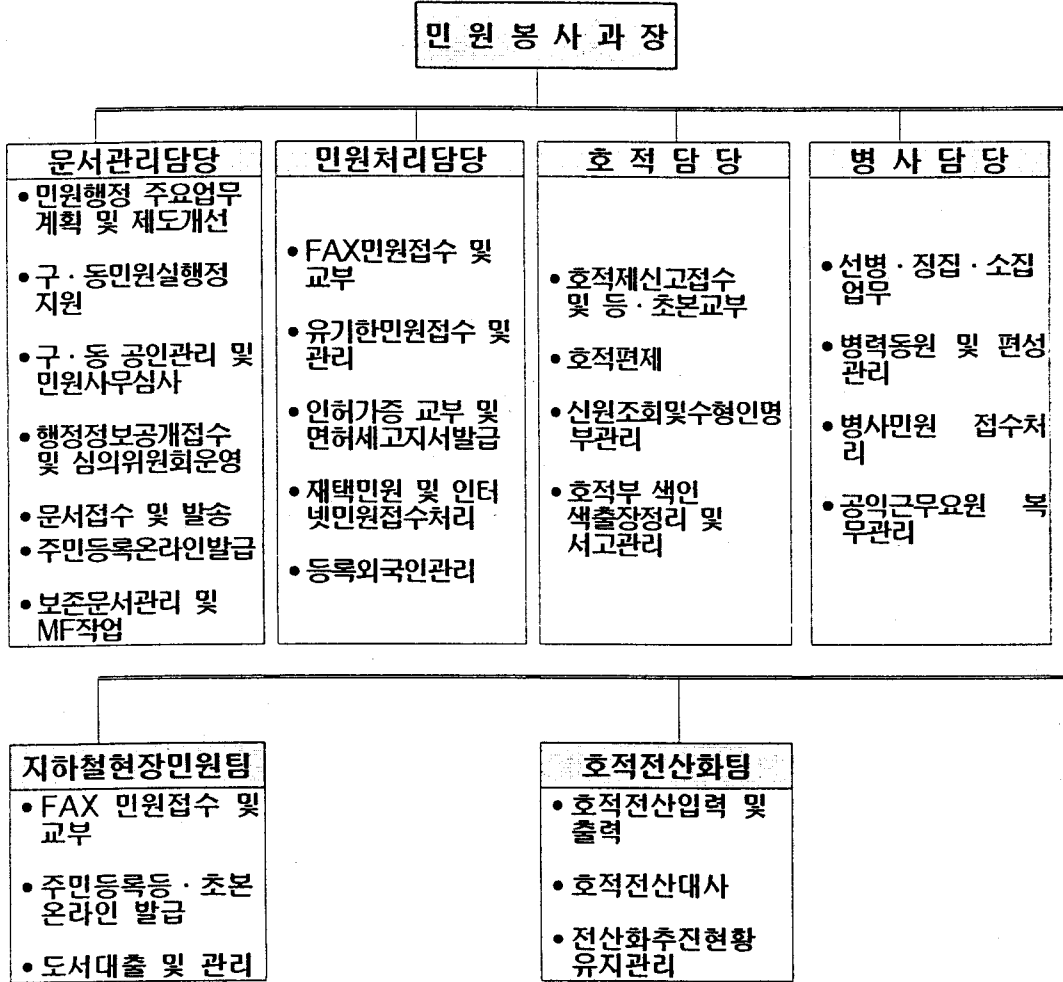 민원봉사과장
문서관리담당
• 민원행정 주요업무
계획 및 제도개선
• 구·동민원실행정
지원
• 구·동 공인관리 및
민원사무심사
• 행정정보공개접수
및 심의위원회운영
• 문서접수 및 발송
• 주민등록온라인발급
• 보존문서관리 및
MF작업
민원처리담당
• FAX민원접수 및
교부
• 유기한민원접수 및
관리
• 인허가증 교부 및
면허세고지서발급
• 재택민원 및 인터
넷민원접수처리
• 등록외국인관리
호적담당
• 호적제신고접수
및 등·초본교부
• 호적편제
• 신원조회및수형인명
부관리
• 호적부 색인
색출장정리 및
서고관리
병사담당
• 선병·징집·소집
업무
• 병력동원 및 편성
관리
• 병사민원 접수처
리
• 공익근무요원 복
무관리
지하철현장민원팀
• FAX 민원접수 및
교부
• 주민등록등·초본
온라인 발급
• 도서대출 및 관리
호적전산화팀
• 호적전산입력 및
출력
• 호적전산대사
• 전산화추진현황
유지관리